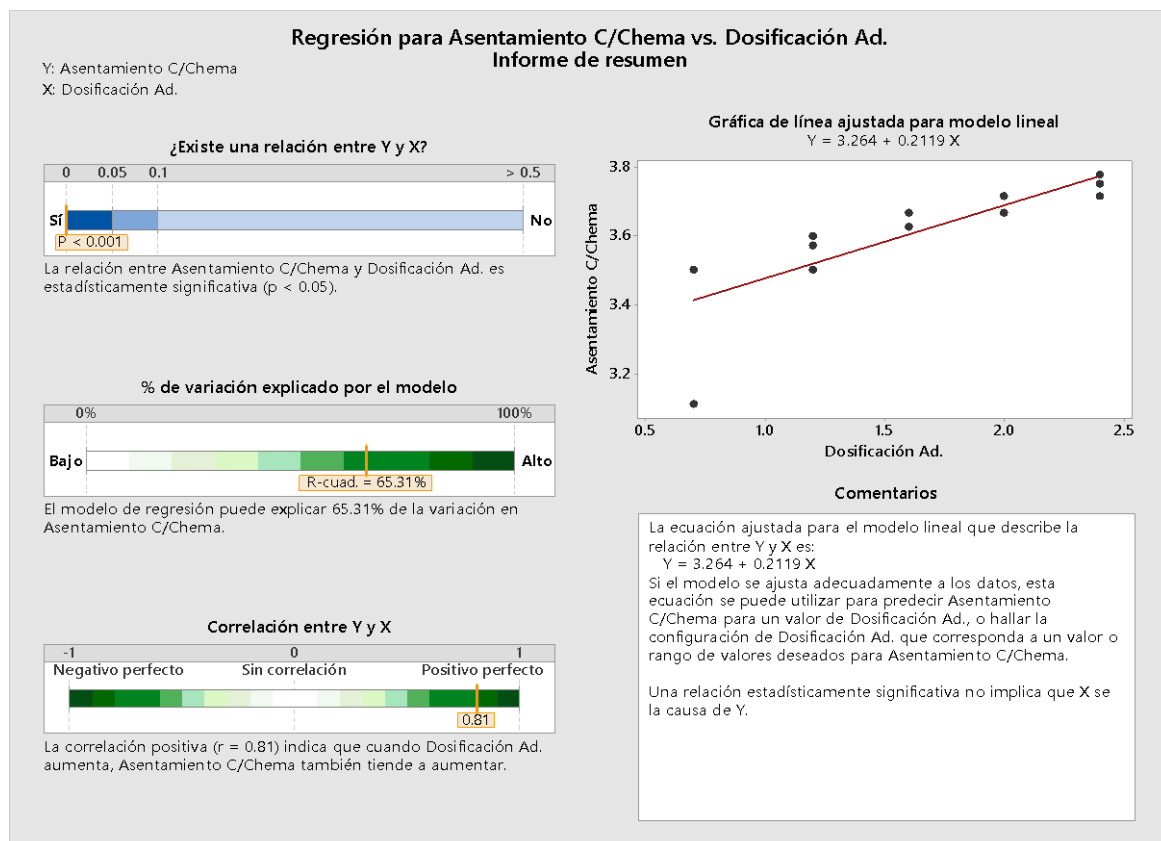 Regresión para Asentamiento C/Chema vs. Dosificación Ad.
Informe de resumen
Y: Asentamiento C/Chema
X: Dosificación Ad.
¿Existe una relación entre Y y X?
0 0.05 0.1 > 0.5
Sí No
P < 0.001
La relación entre Asentamiento C/Chema y Dosificación Ad. es
estadísticamente significativa (p < 0.05).
% de variación explicado por el modelo
0% 100%
Bajo Alto
R-cuad. = 65.31%
El modelo de regresión puede explicar 65.31% de la variación en
Asentamiento C/Chema.
Correlación entre Y y X
-1 0 1
Negativo perfecto Sin correlación Positivo perfecto
0.81
La correlación positiva (r = 0.81) indica que cuando Dosificación Ad.
aumenta, Asentamiento C/Chema también tiende a aumentar.
Gráfica de línea ajustada para modelo lineal
Y = 3.264 + 0.2119 X
3.8
3.6
3.4
3.2
Asentamiento C/Chema
0.5 1.0 1.5 2.0 2.5
Dosificación Ad.
Comentarios
La ecuación ajustada para el modelo lineal que describe la
relación entre Y y X es:
Y = 3.264 + 0.2119 X
Si el modelo se ajusta adecuadamente a los datos, esta
ecuación se puede utilizar para predecir Asentamiento
C/Chema para un valor de Dosificación Ad., o hallar la
configuración de Dosificación Ad. que corresponda a un valor o
rango de valores deseados para Asentamiento C/Chema.
Una relación estadísticamente significativa no implica que X se
la causa de Y.